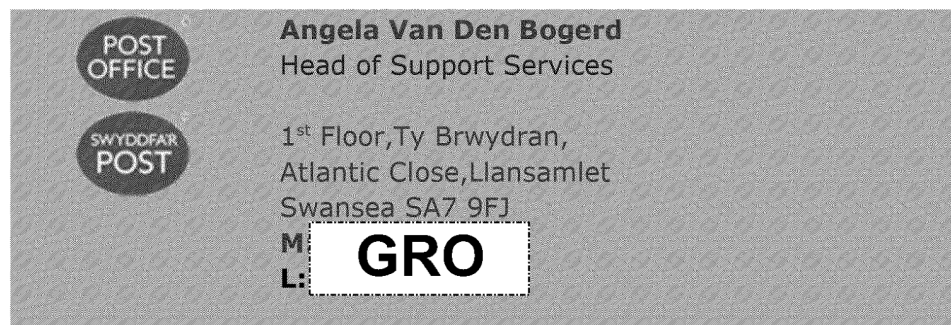 POST
OFFICE
Angela Van Den Bogerd
Head of Support Services
SWYDDFA'R
POST
1st Floor,Ty Brwydran,
Atlantic Close,Llansamlet
Swansea SA7 9FJ
M
L:
GRO